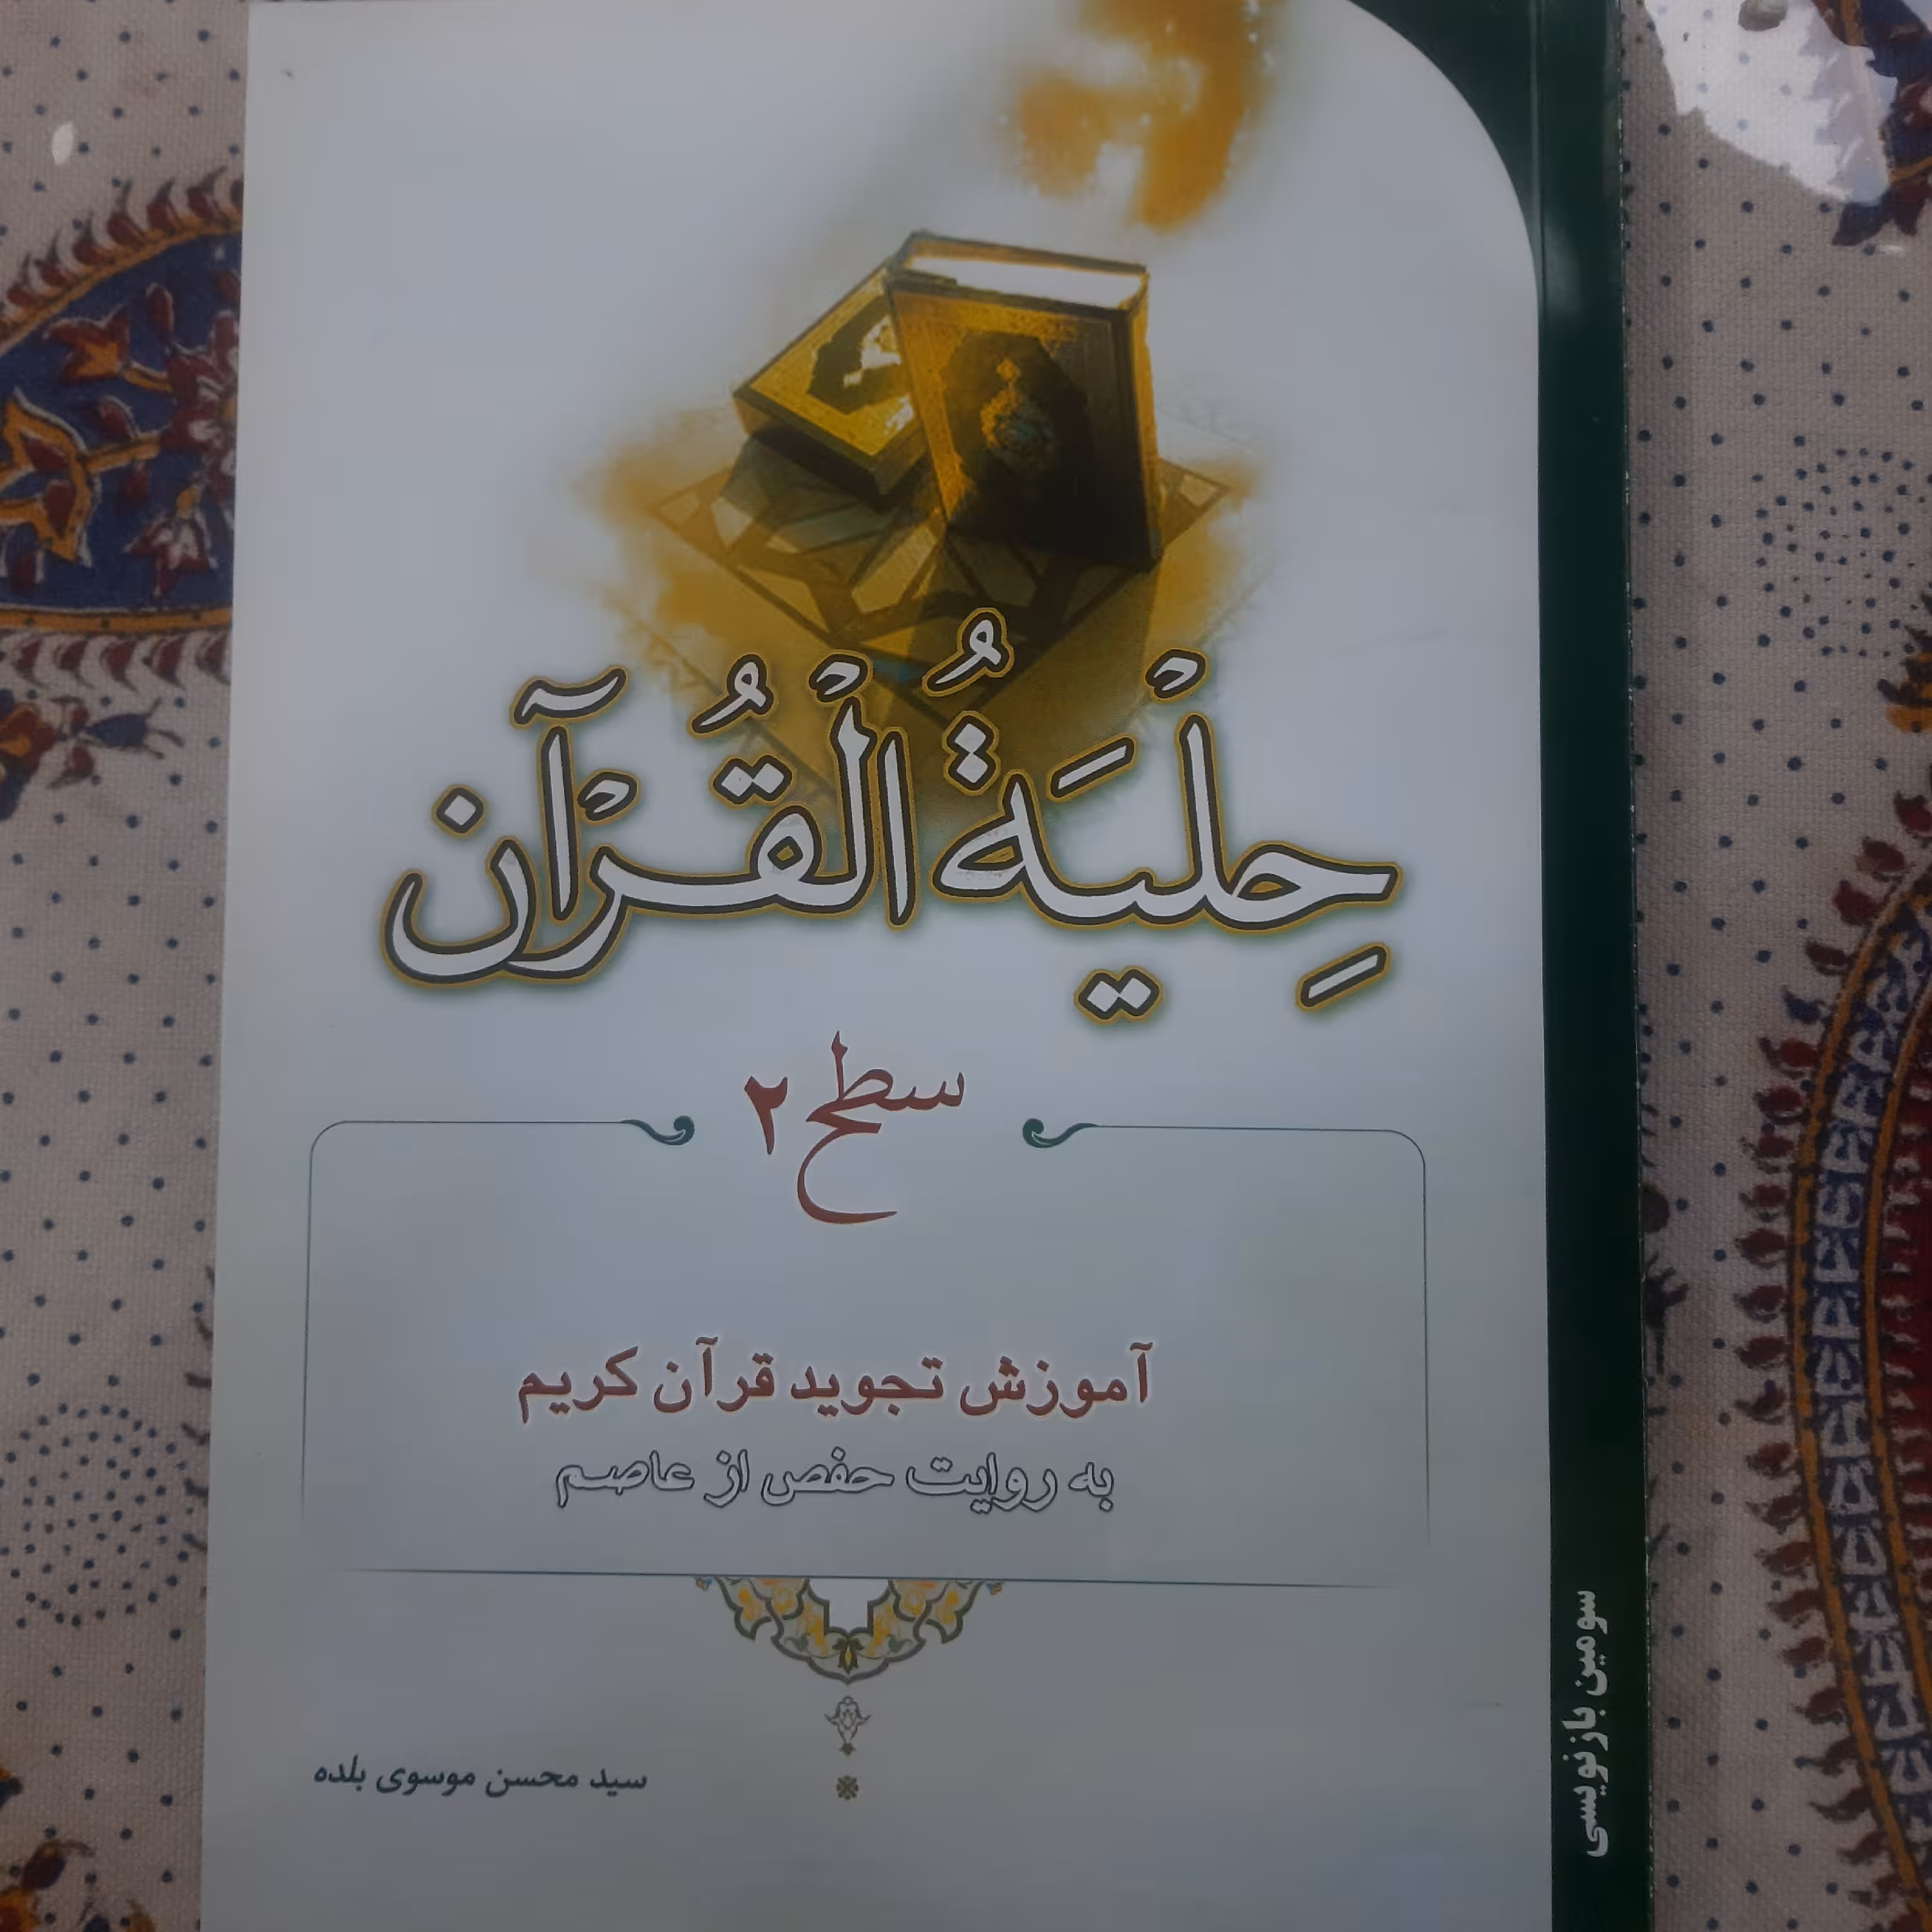 حِلْيَةُ الْقُرْآن
سطح ۲
آموزش تجوید قرآن کریم
به روایت حفص از عاصم
سید محسن موسوی بلده
سومین بازنویسی